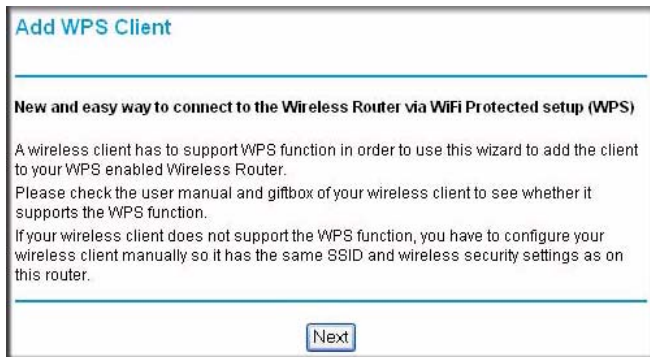 Add WPS Client
New and easy way to connect to the Wireless Router via WiFi Protected setup (WPS)
A wireless client has to support WPS function in order to use this wizard to add the client
to your WPS enabled Wireless Router.
Please check the user manual and giftbox of your wireless client to see whether it
supports the WPS function.
If your wireless client does not support the WPS function, you have to configure your
wireless client manually so it has the same SSID and wireless security settings as on
this router.
Next